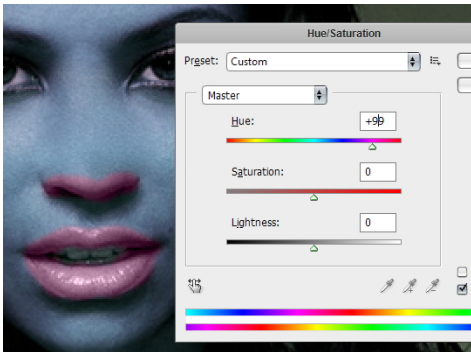 Hue/Saturation
Preset: Custom
Master
Hue: +99
Saturation: 0
Lightness: 0